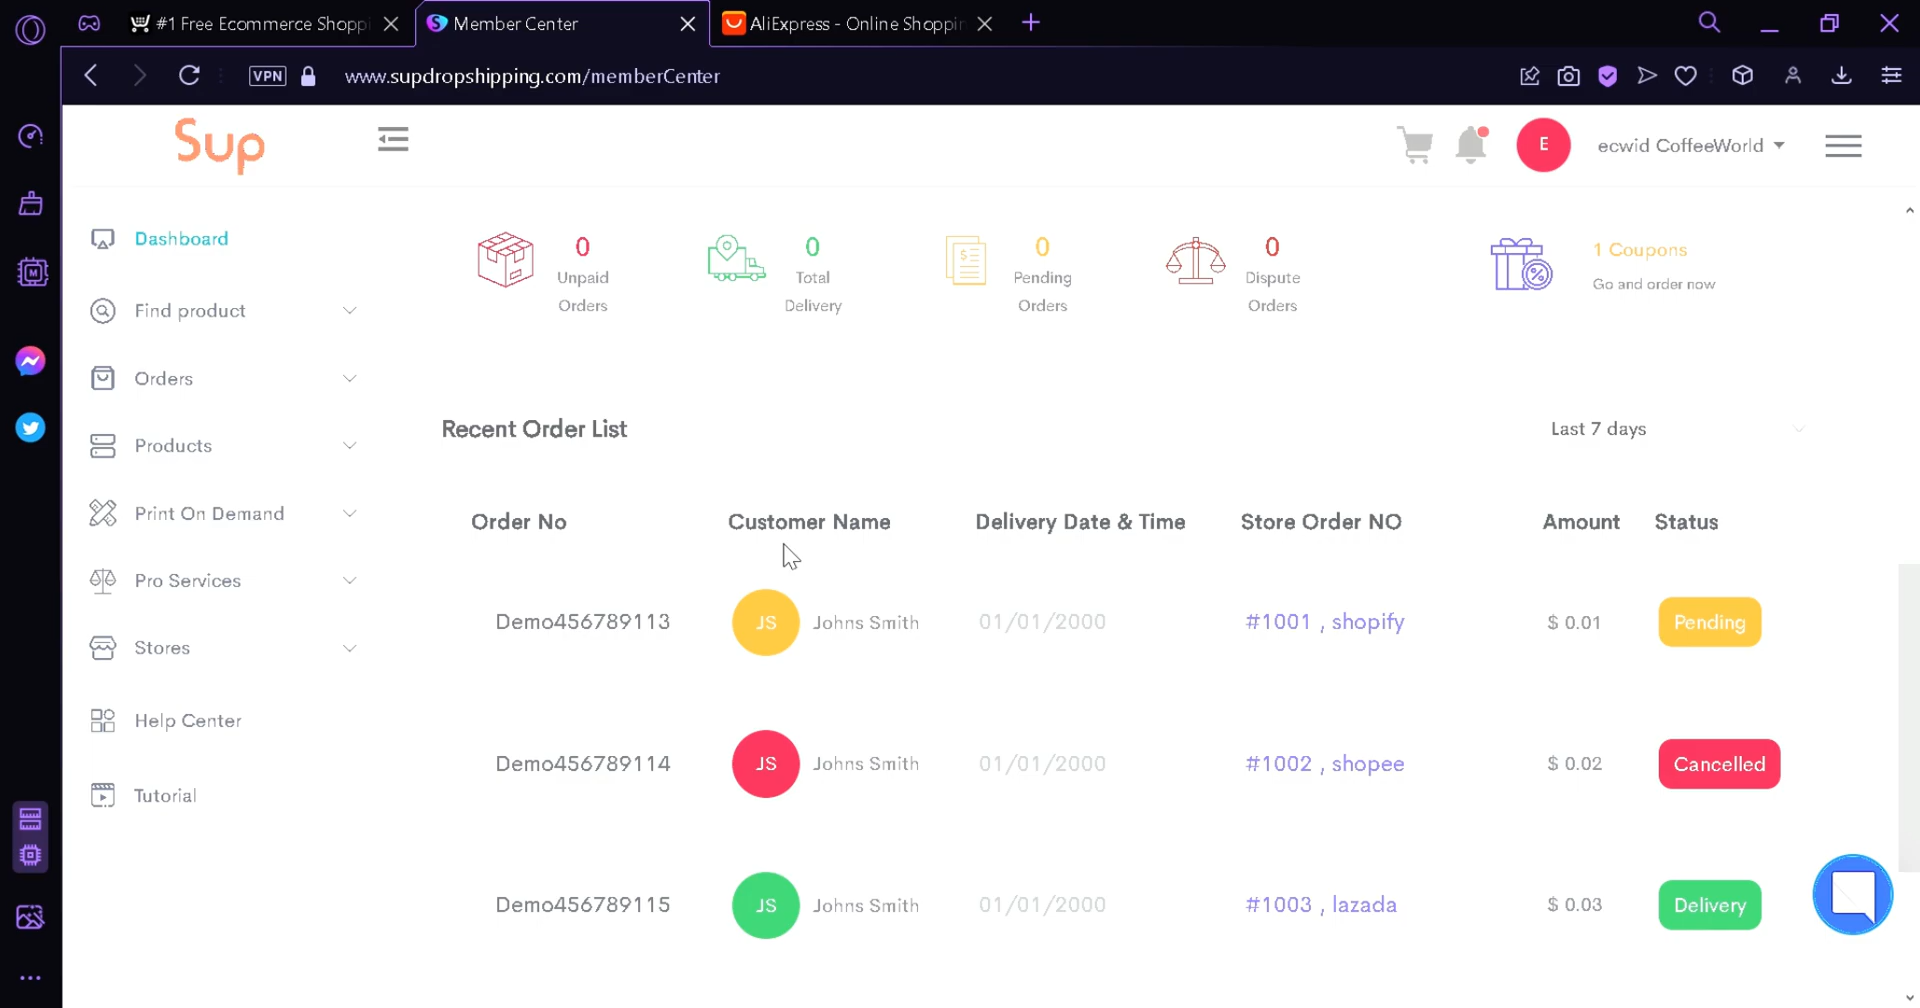 #1 Free Ecommerce Shoppi
Member Center
AliExpress - Online Shoppin
VPN
www.supdropshipping.com/memberCenter
Sup
E
ecwid CoffeeWorld
Dashboard
Find product
Orders
Products
Print On Demand
Pro Services
Stores
Help Center
Tutorial
0
Unpaid
Orders
0
Total
Delivery
0
Pending
Orders
0
Dispute
Orders
1 Coupons
Go and order now
Recent Order List
Last 7 days
Order No Customer Name Delivery Date & Time Store Order NO Amount Status
Demo456789113 JS Johns Smith 01/01/2000 #1001 , shopify $ 0.01 Pending
Demo456789114 JS Johns Smith 01/01/2000 #1002 , shopee $ 0.02 Cancelled
Demo456789115 JS Johns Smith 01/01/2000 #1003 , lazada $ 0.03 Delivery